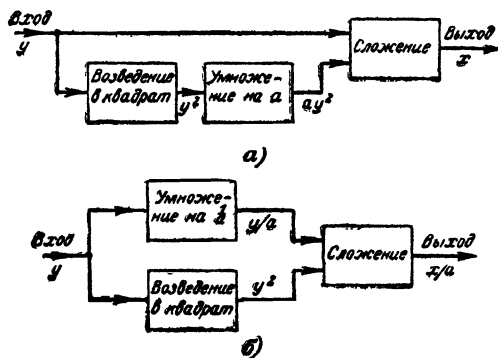 Вход
y
Возведение
в квадрат
y²
Умноже-
ние на a
ay²
Сложение
Выход
x
а)
Вход
y
Умноже-
ние на 1/a
y/a
Возведение
в квадрат
y²
Сложение
Выход
x/a
б)